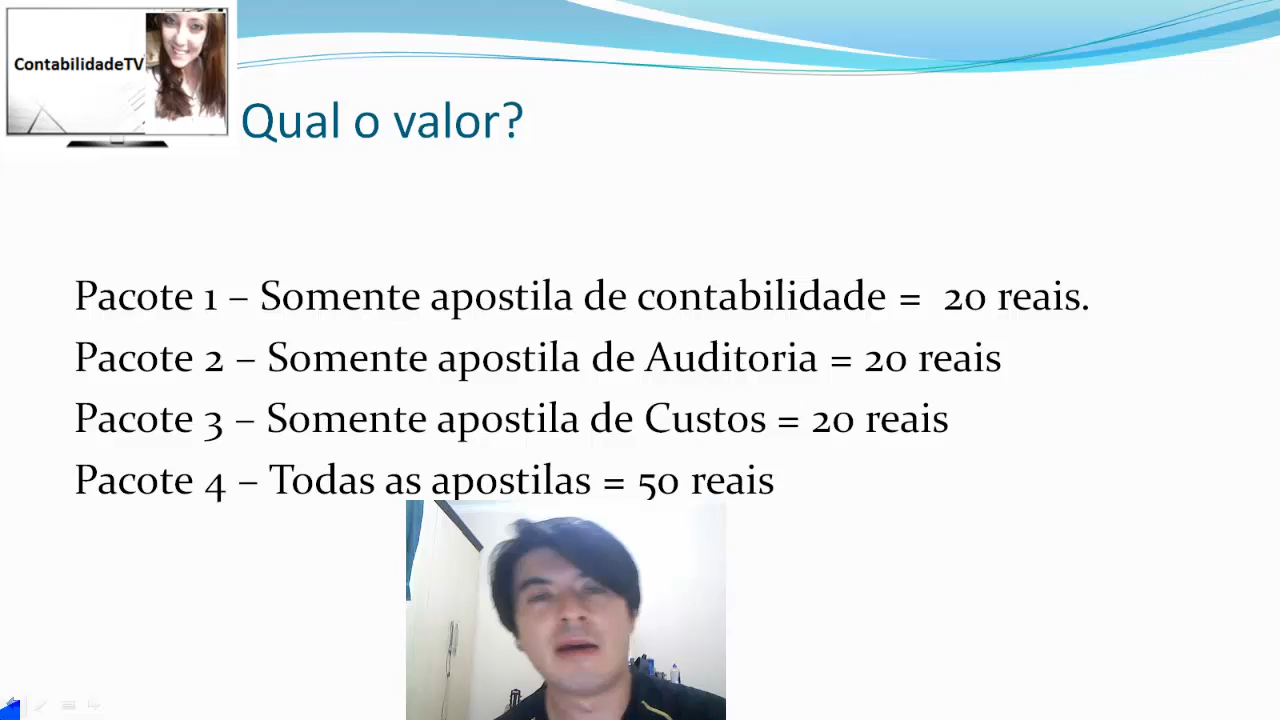 ContabilidadeTV
Qual o valor?
Pacote 1 – Somente apostila de contabilidade =  20 reais.
Pacote 2 – Somente apostila de Auditoria = 20 reais
Pacote 3 – Somente apostila de Custos = 20 reais
Pacote 4 – Todas as apostilas = 50 reais